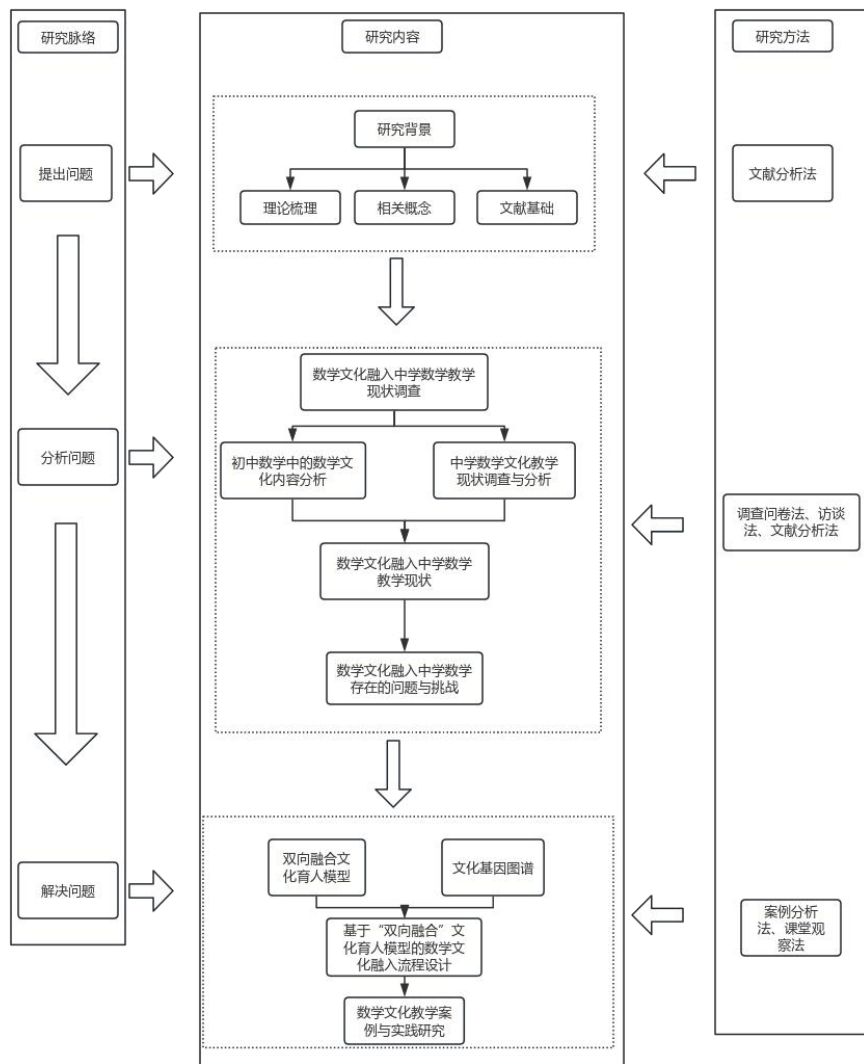 研究脉络
研究内容
研究方法
研究背景
提出问题
文献分析法
理论梳理
相关概念
文献基础
数学文化融入中学数学教学
现状调查
分析问题
初中数学中的数学文
化内容分析
中学数学文化教学
现状调查与分析
调查问卷法、访谈
法、文献分析法
数学文化融入中学数学
教学现状
数学文化融入中学数学
存在的问题与挑战
解决问题
双向融合文
化育人模型
文化基因图谱
案例分析
法、课堂观
察法
基于“双向融合”文
化育人模型的数学文
化融入流程设计
数学文化教学案
例与实践研究